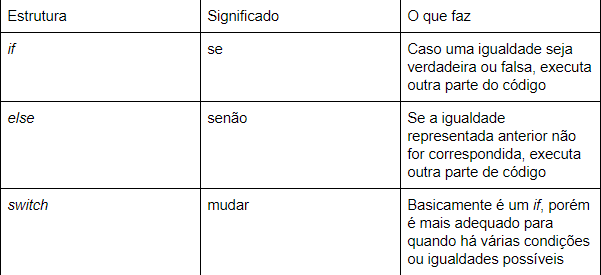 Estrutura Significado O que faz
if se Caso uma igualdade seja
verdadeira ou falsa, executa
outra parte do código
else senão Se a igualdade
representada anterior não
for correspondida, executa
outra parte de código
switch mudar Basicamente é um if, porém
é mais adequado para
quando há várias condições
ou igualdades possíveis